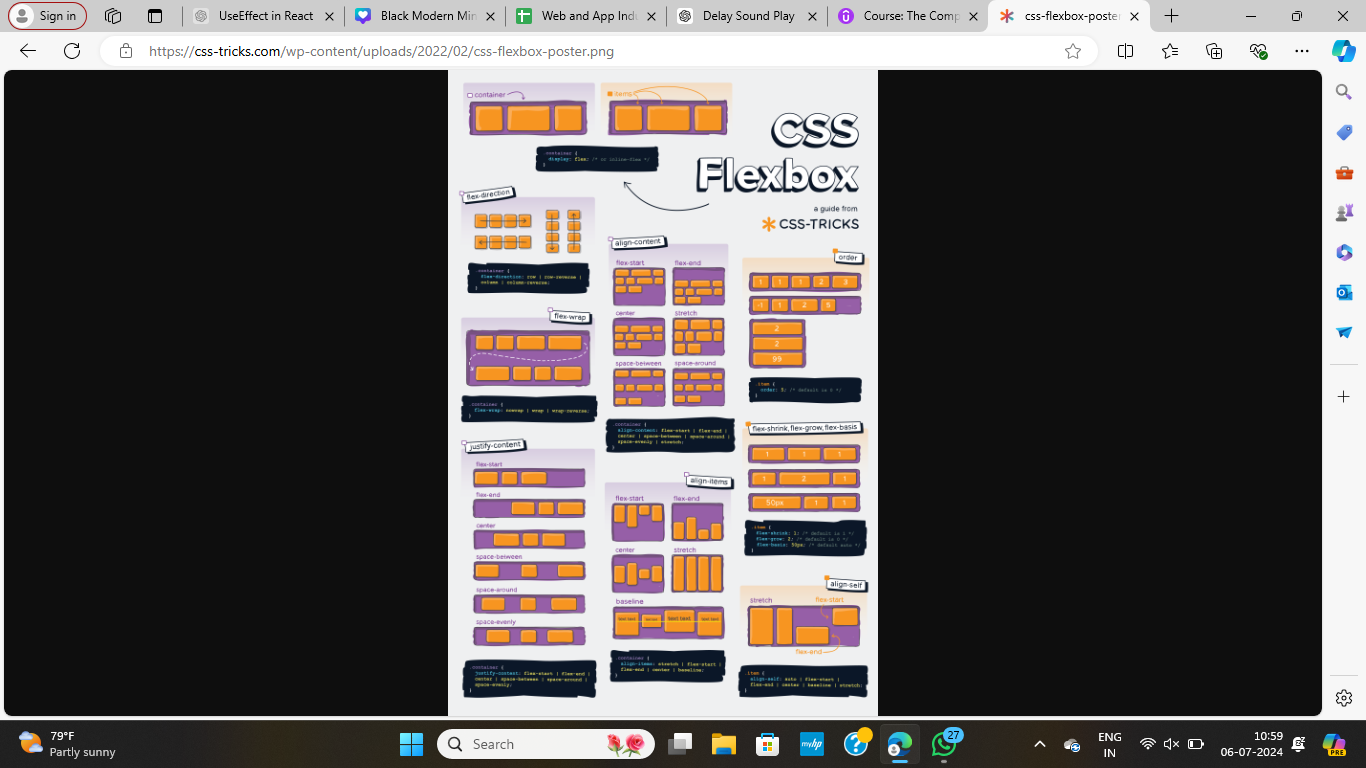 Sign in
UseEffect in React
Black Modern Min
Web and App Indu
Delay Sound Play
Course: The Comp
css-flexbox-poster
https://css-tricks.com/wp-content/uploads/2022/02/css-flexbox-poster.png
container
items
.container {
display: flex; /* or inline-flex */
}
CSS
Flexbox
a guide from
CSS-TRICKS
flex-direction
.container {
flex-direction: row | row-reverse |
column | column-reverse;
}
flex-wrap
.container {
flex-wrap: nowrap | wrap | wrap-reverse;
}
justify-content
flex-start
flex-end
center
space-between
space-around
space-evenly
.container {
justify-content: flex-start | flex-end |
center | space-between | space-around |
space-evenly;
}
align-content
flex-start flex-end
center stretch
space-between space-around
.container {
align-content: flex-start | flex-end |
center | space-between | space-around |
space-evenly | stretch;
}
align-items
flex-start flex-end
center stretch
baseline
text text text text text text text text
.container {
align-items: stretch | flex-start |
flex-end | center | baseline;
}
order
1 1 1 2 3
-1 1 2 5
2
2
99
.item {
order: 5; /* default is 0 */
}
flex-shrink, flex-grow, flex-basis
1 1 1
1 2 1
50px 1 1
.item {
flex-shrink: 1; /* default is 1 */
flex-grow: 2; /* default is 0 */
flex-basis: 50px; /* default auto */
}
align-self
stretch flex-start
flex-end
.item {
align-self: auto | flex-start |
flex-end | center | baseline | stretch;
}
79°F
Partly sunny
Search
myhp
27
ENG
IN
10:59
06-07-2024
PRE